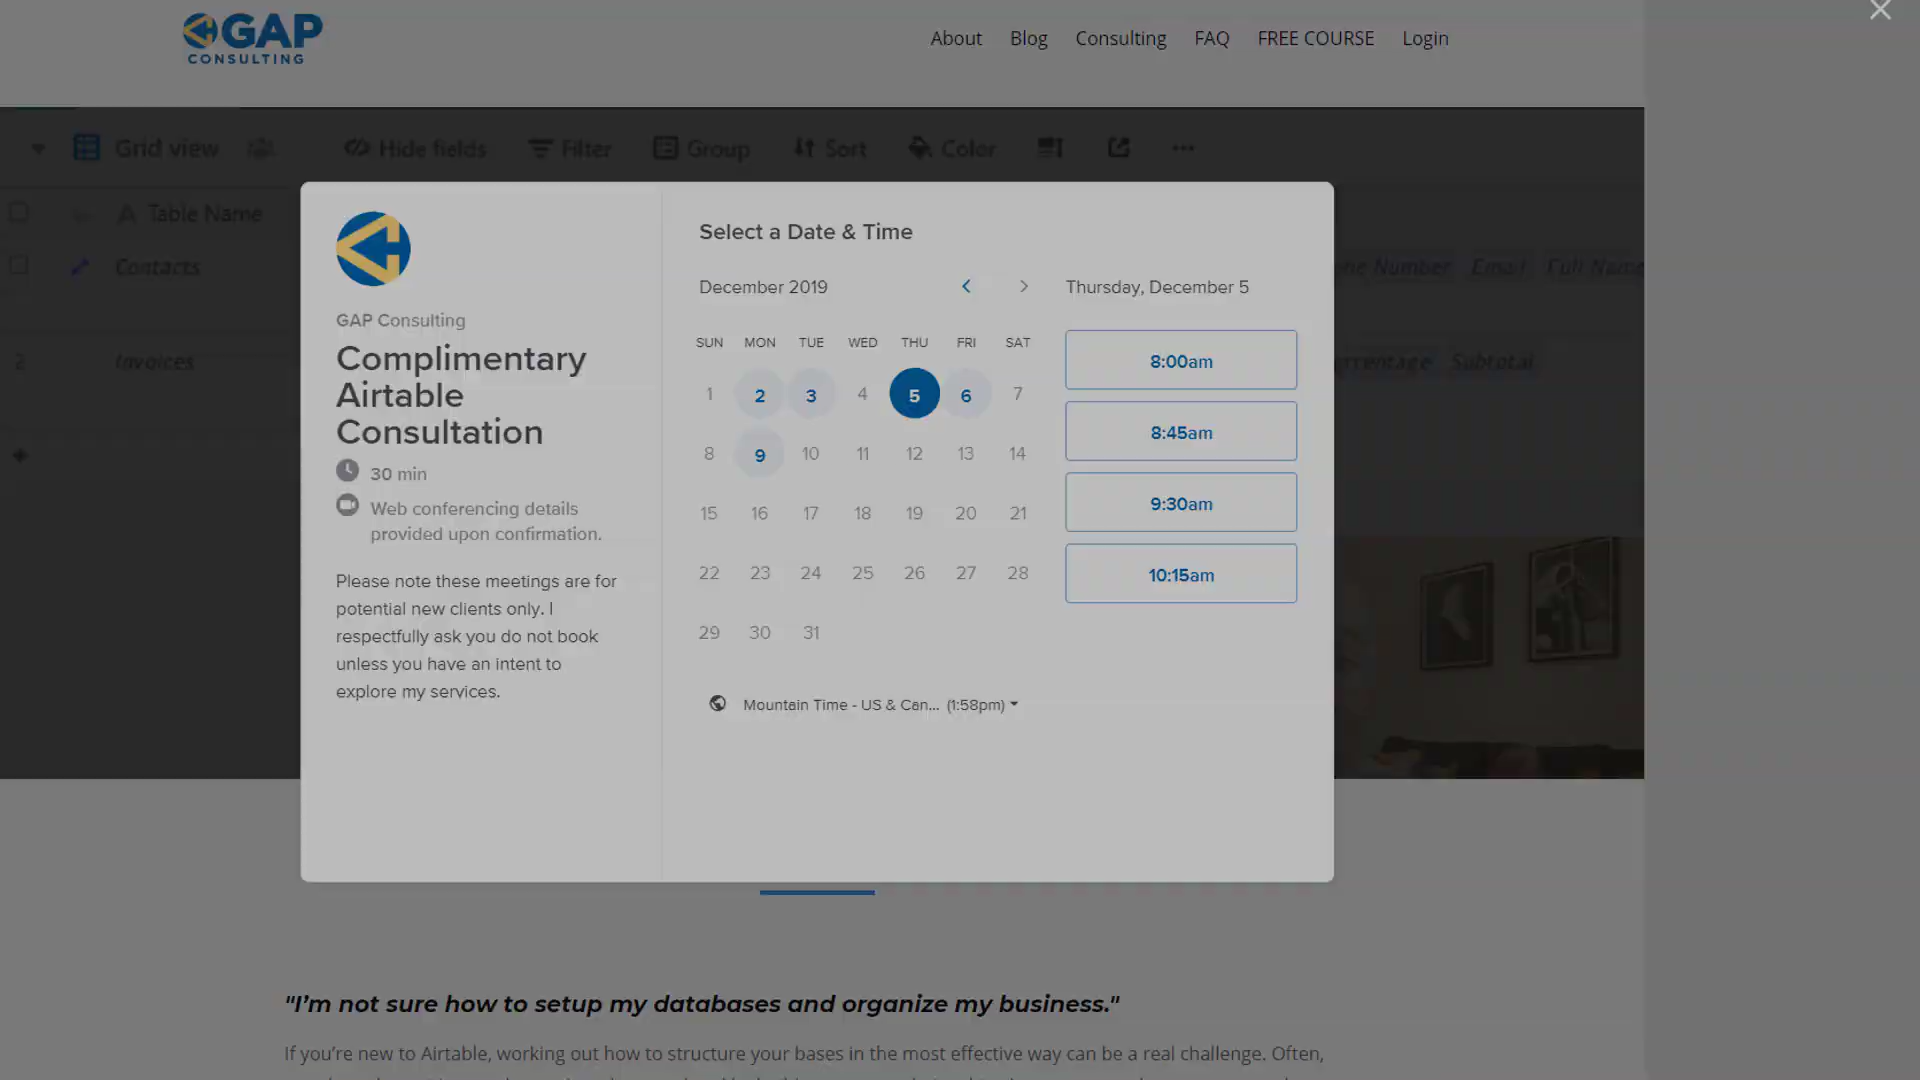 GAP
CONSULTING
About Blog Consulting FAQ FREE COURSE Login
Grid view Hide fields Filter Group Sort Color
Table Name
Contacts
Number Email Full Name
2 Invoices
Subtotal
GAP Consulting
Complimentary
Airtable
Consultation
30 min
Web conferencing details
provided upon confirmation.
Please note these meetings are for
potential new clients only. I
respectfully ask you do not book
unless you have an intent to
explore my services.
Select a Date & Time
December 2019
SUN MON TUE WED THU FRI SAT
1 2 3 4 5 6 7
8 9 10 11 12 13 14
15 16 17 18 19 20 21
22 23 24 25 26 27 28
29 30 31
Mountain Time - US & Can... (1:58pm)
Thursday, December 5
8:00am
8:45am
9:30am
10:15am
"I’m not sure how to setup my databases and organize my business."
If you’re new to Airtable, working out how to structure your bases in the most effective way can be a real challenge. Often,